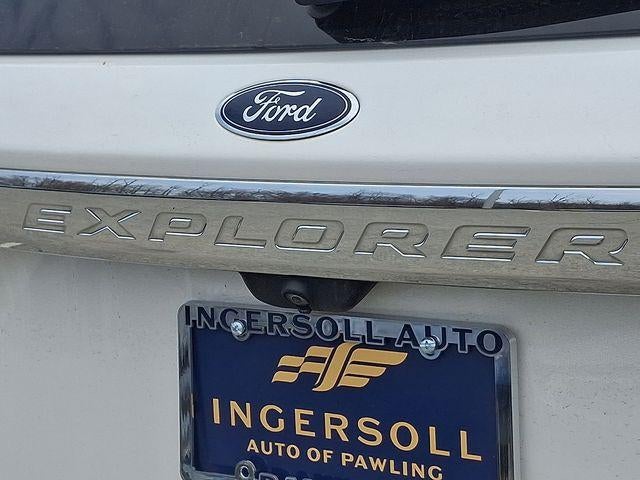 Ford
EXPLORER
INGERSOLL AUTO
INGERSOLL
AUTO OF PAWLING